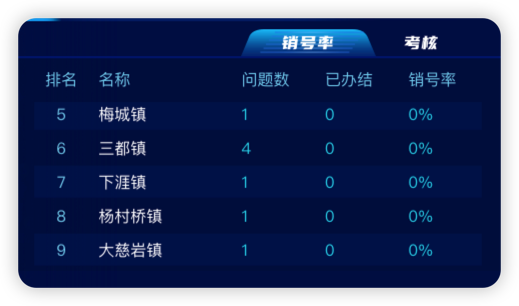 销号率 考核
排名 名称 问题数 已办结 销号率
5 梅城镇 1 0 0%
6 三都镇 4 0 0%
7 下涯镇 1 0 0%
8 杨村桥镇 1 0 0%
9 大慈岩镇 1 0 0%